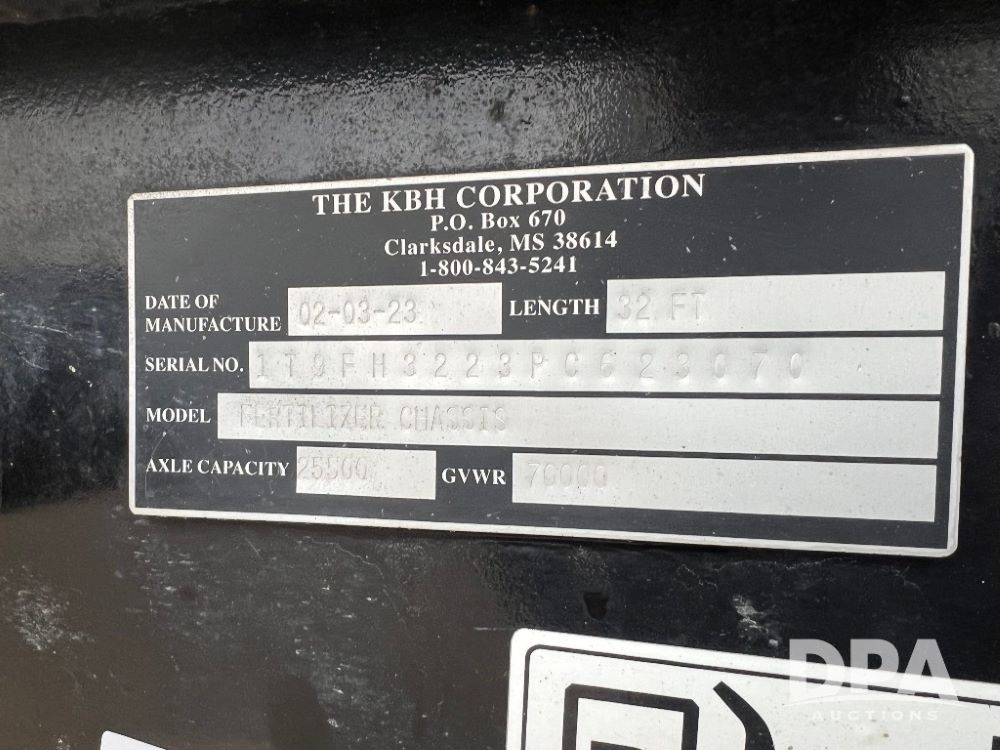 THE KBH CORPORATION
P.O. Box 670
Clarksdale, MS 38614
1-800-843-5241
DATE OF MANUFACTURE 02-03-23 LENGTH 32 FT
SERIAL NO. 1T9FH3223PC623070
MODEL FERTILIZER CHASSIS
AXLE CAPACITY 25500 GVWR 70000
DPA
AUCTIONS